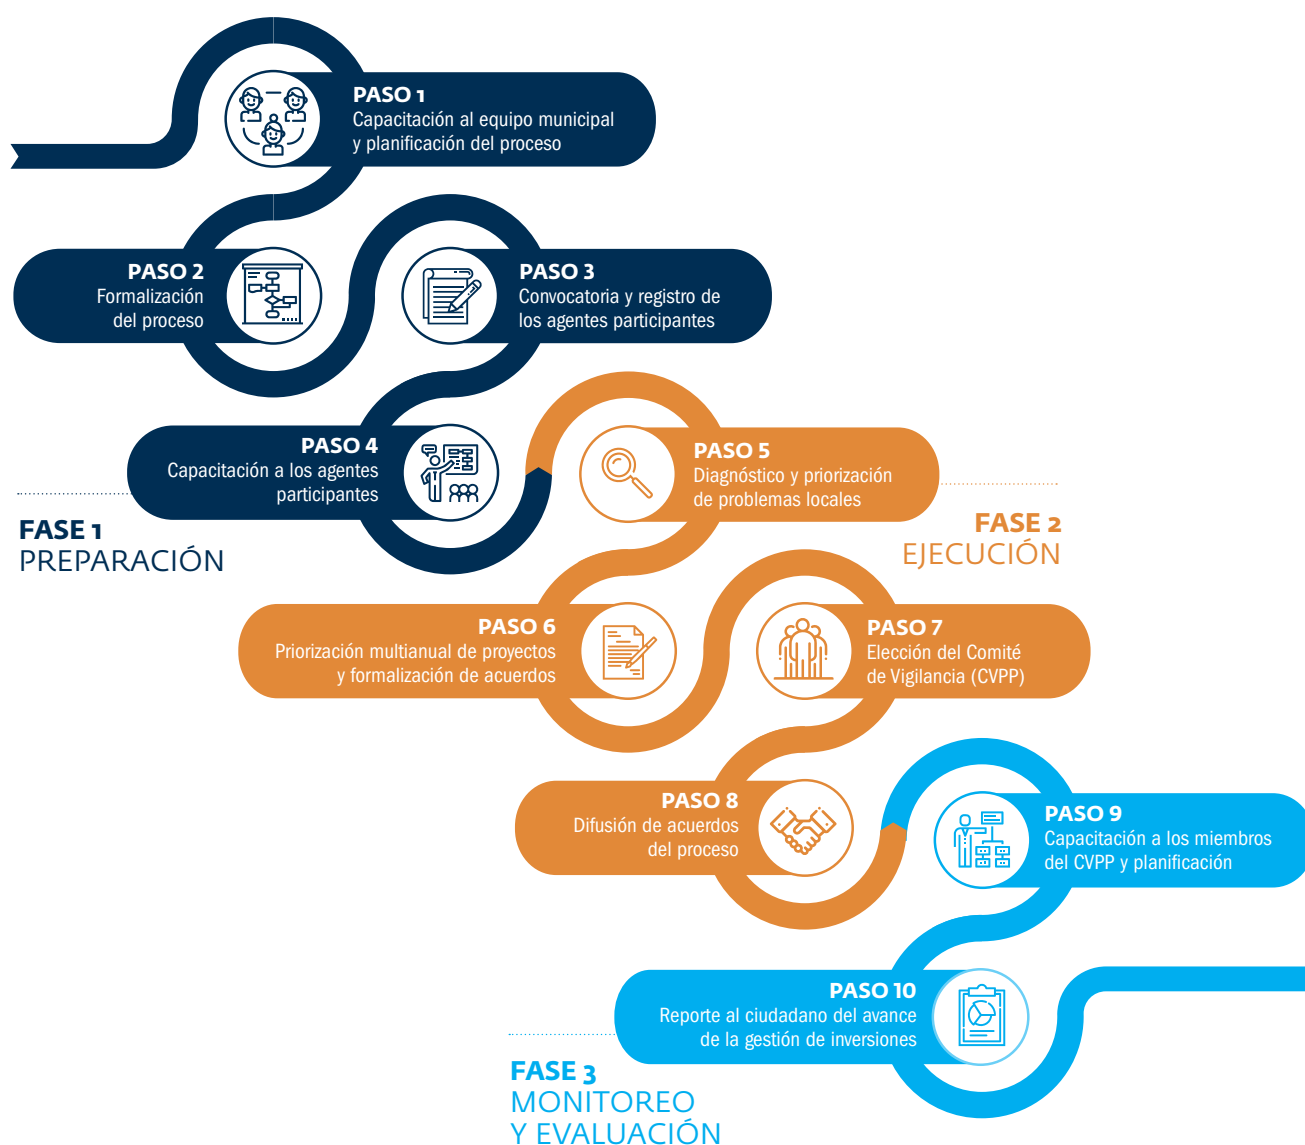 PASO 1
Capacitación al equipo municipal
y planificación del proceso
PASO 2
Formalización
del proceso
PASO 3
Convocatoria y registro de
los agentes participantes
PASO 4
Capacitación a los agentes
participantes
FASE 1
PREPARACIÓN
PASO 5
Diagnóstico y priorización
de problemas locales
FASE 2
EJECUCIÓN
PASO 6
Priorización multianual de proyectos
y formalización de acuerdos
PASO 7
Elección del Comité
de Vigilancia (CVPP)
PASO 8
Difusión de acuerdos
del proceso
PASO 9
Capacitación a los miembros
del CVPP y planificación
PASO 10
Reporte al ciudadano del avance
de la gestión de inversiones
FASE 3
MONITOREO
Y EVALUACIÓN